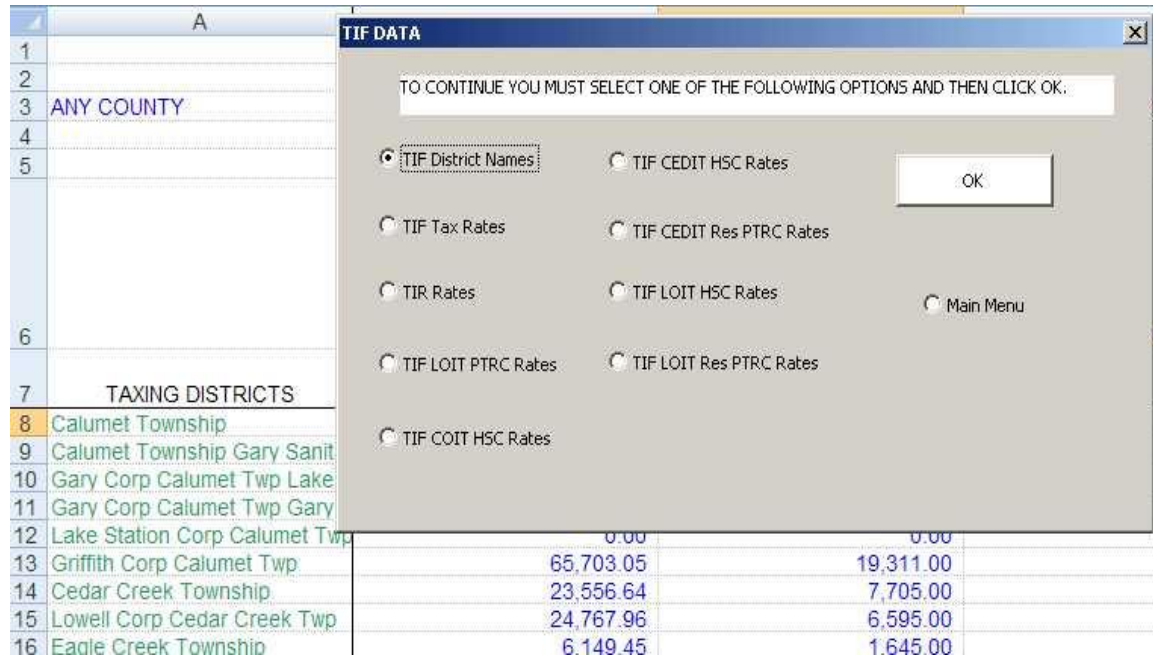 A
TIF DATA
1
TO CONTINUE YOU MUST SELECT ONE OF THE FOLLOWING OPTIONS AND THEN CLICK OK.
2
3 ANY COUNTY
4
5
TIF District Names TIF CEDIT HSC Rates OK
TIF Tax Rates TIF CEDIT Res PTRC Rates
TIR Rates TIF LOIT HSC Rates Main Menu
6
TIF LOIT PTRC Rates TIF LOIT Res PTRC Rates
7 TAXING DISTRICTS
8 Calumet Township
TIF COIT HSC Rates
9 Calumet Township Gary Sanit
10 Gary Corp Calumet Twp Lake
11 Gary Corp Calumet Twp Gary
12 Lake Station Corp Calumet Twp 0.00 0.00
13 Griffith Corp Calumet Twp 65,703.05 19,311.00
14 Cedar Creek Township 23,556.64 7,705.00
15 Lowell Corp Cedar Creek Twp 24,767.96 6,595.00
16 Eagle Creek Township 6,149.45 1,645.00